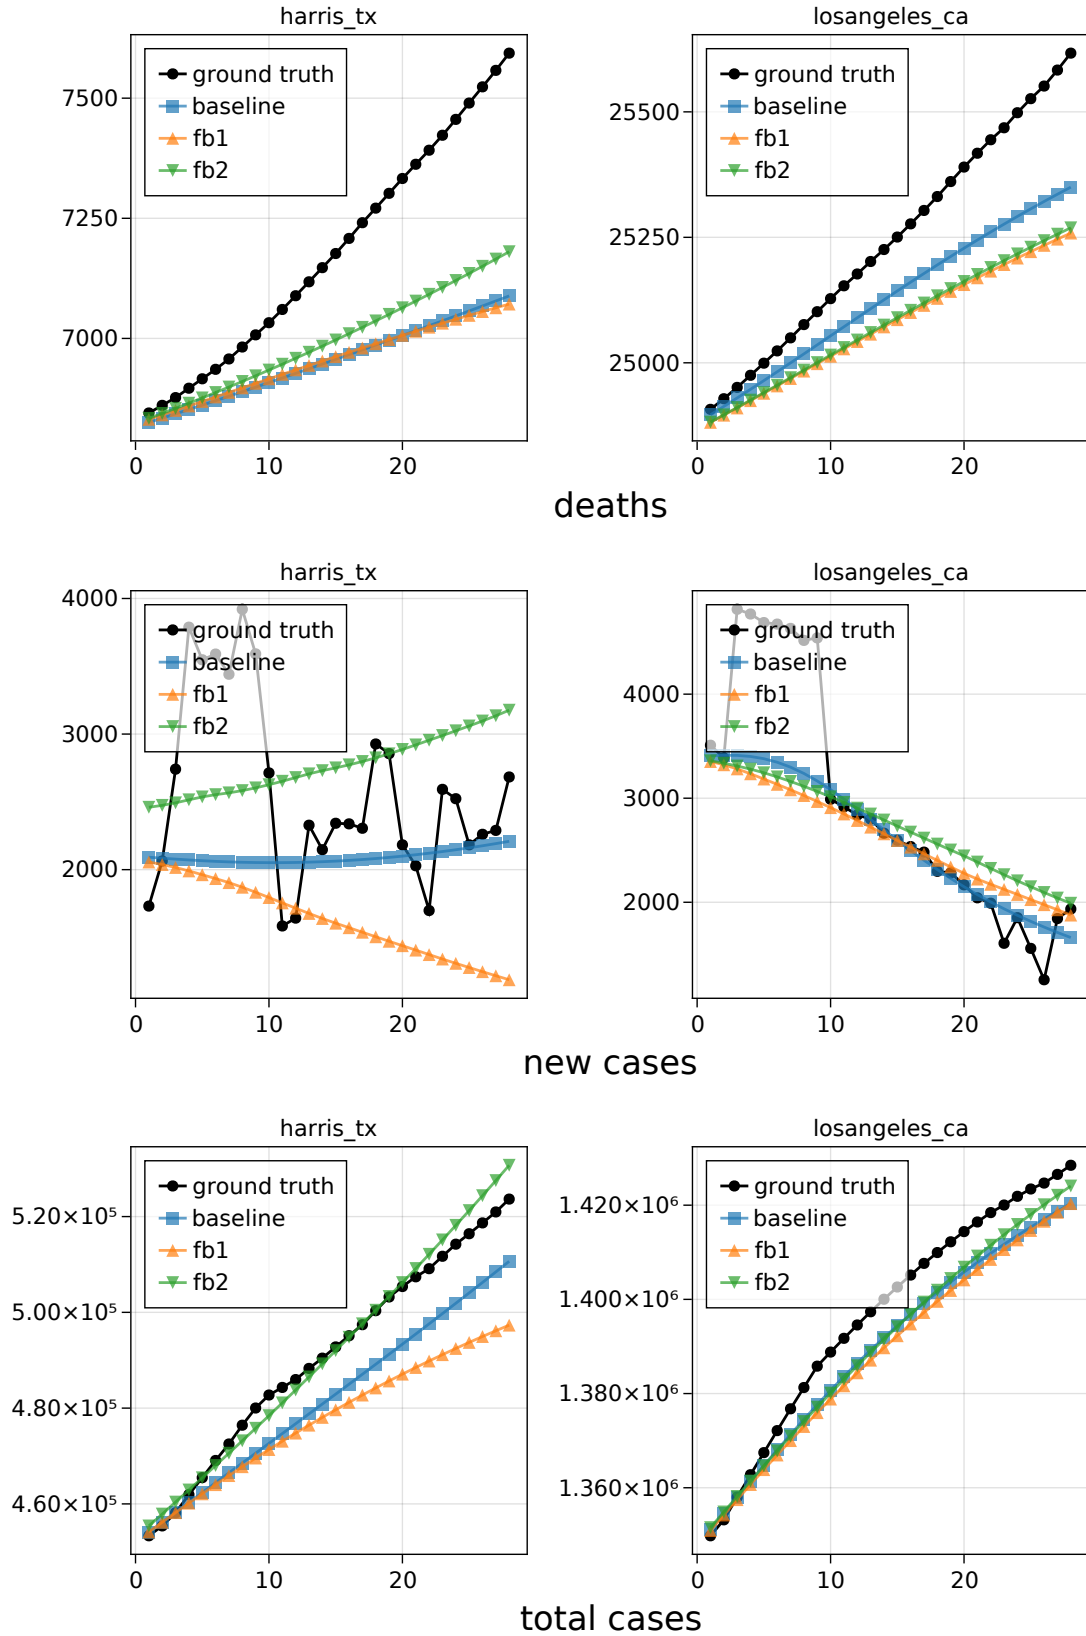 harris_tx
losangeles_ca
ground truth
baseline
fb1
fb2
7500
7250
7000
0
10
20
ground truth
baseline
fb1
fb2
25500
25250
25000
0
10
20
deaths
harris_tx
losangeles_ca
ground truth
baseline
fb1
fb2
4000
3000
2000
0
10
20
ground truth
baseline
fb1
fb2
4000
3000
2000
0
10
20
new cases
harris_tx
losangeles_ca
ground truth
baseline
fb1
fb2
5.20×10⁵
5.00×10⁵
4.80×10⁵
4.60×10⁵
0
10
20
ground truth
baseline
fb1
fb2
1.420×10⁶
1.400×10⁶
1.380×10⁶
1.360×10⁶
0
10
20
total cases